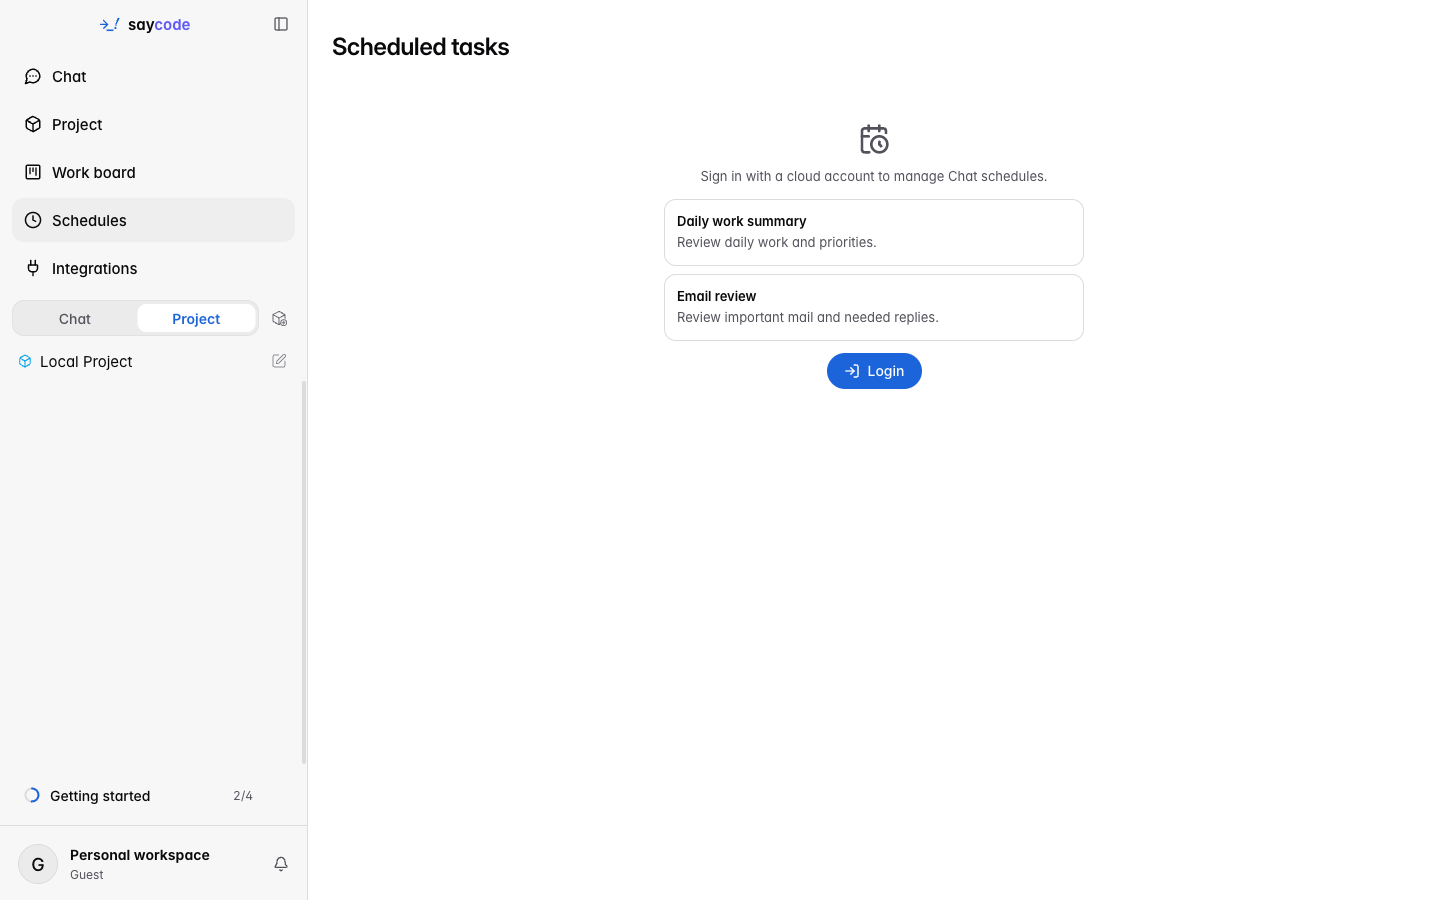 saycode
Chat
Project
Work board
Schedules
Integrations
Chat
Project
Local Project
Getting started
2/4
G
Personal workspace
Guest
Scheduled tasks
Sign in with a cloud account to manage Chat schedules.
Daily work summary
Review daily work and priorities.
Email review
Review important mail and needed replies.
Login